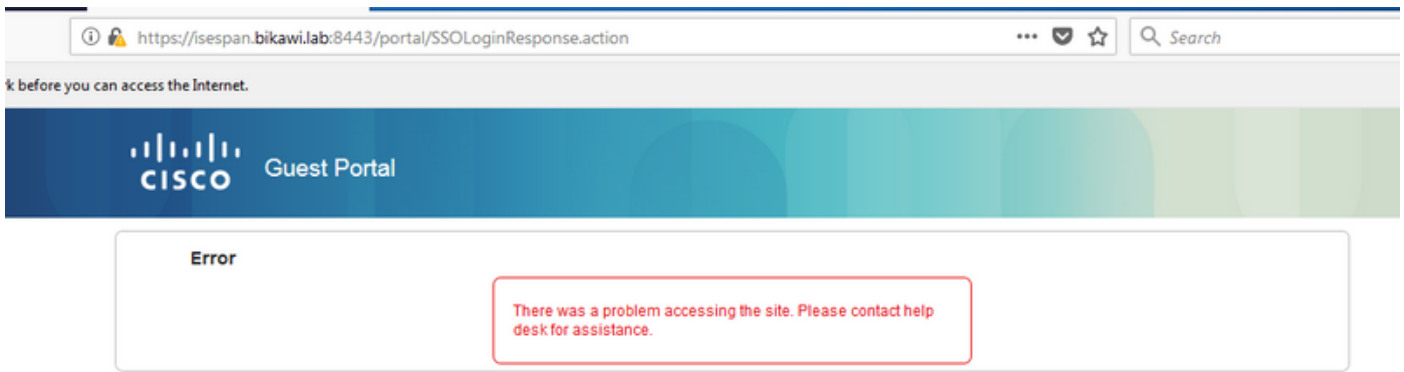 https://isespan.bikawi.lab:8443/portal/SSOLoginResponse.action
Search
k before you can access the Internet.
CISCO
Guest Portal
Error
There was a problem accessing the site. Please contact help
desk for assistance.